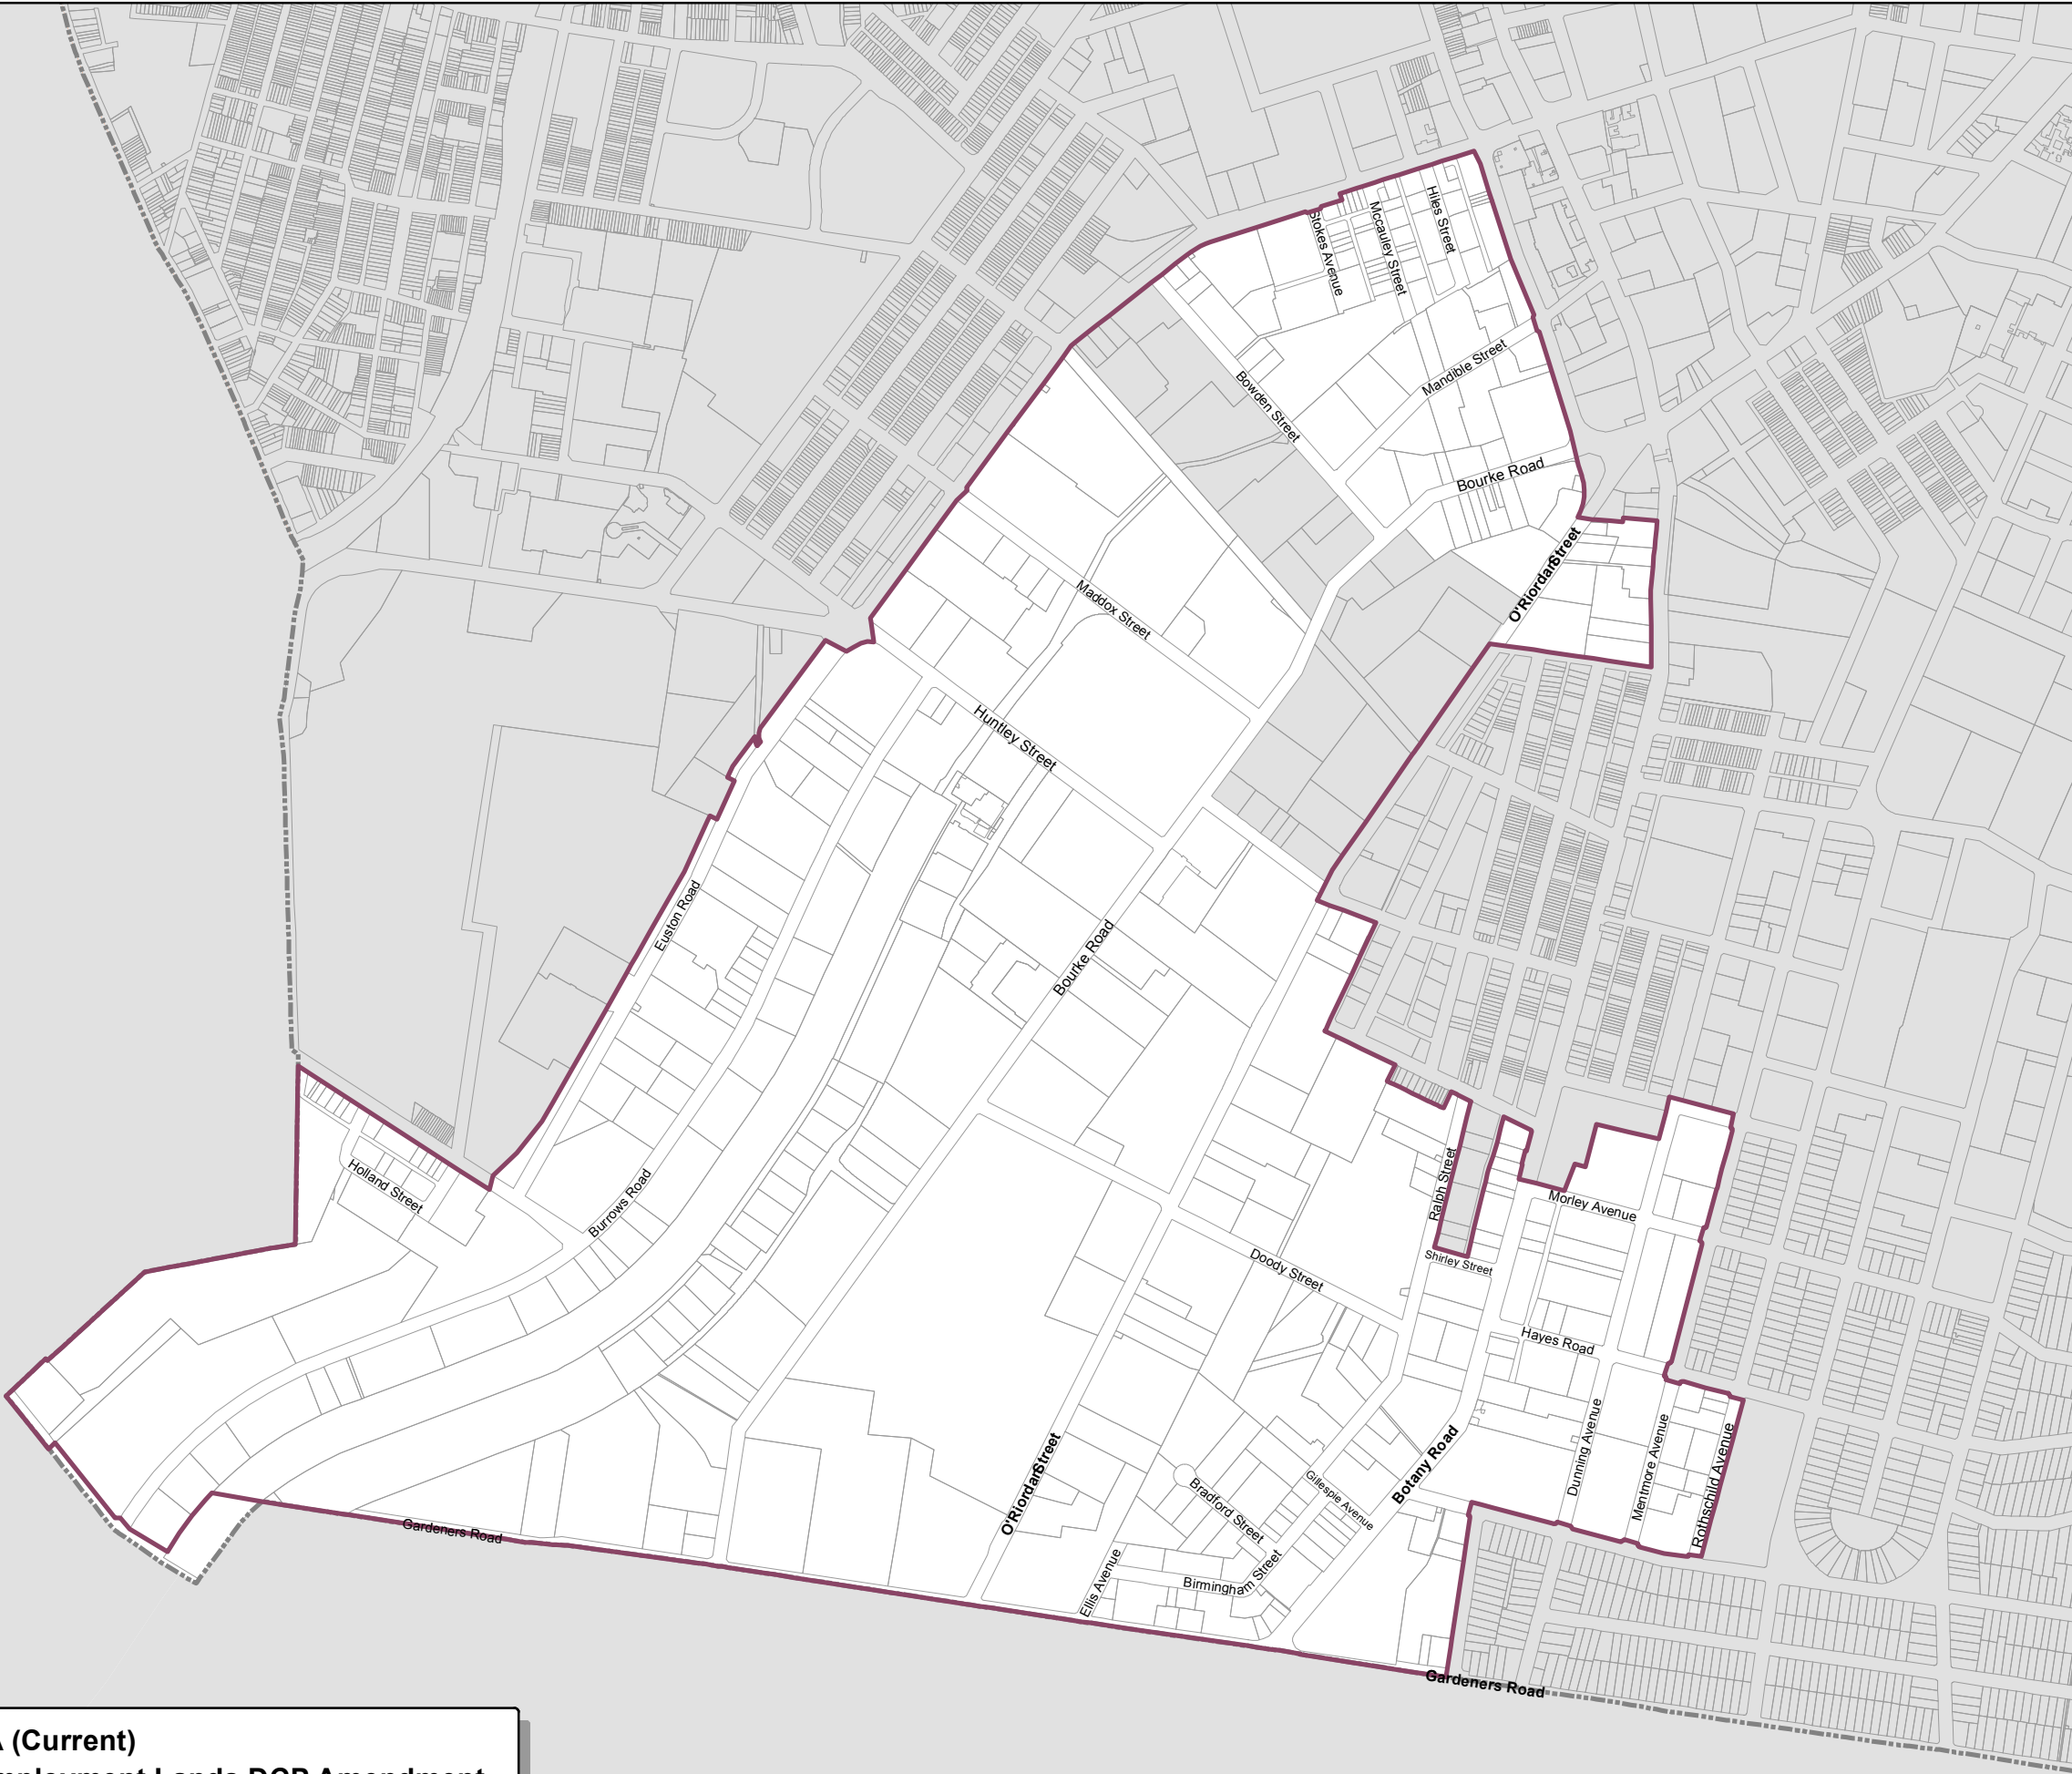 Stokes Avenue
Mccauley Street
Hiles Street
Mandible Street
Bowden Street
Bourke Road
O'Riordan Street
Maddox Street
Huntley Street
Euston Road
Bourke Road
Holland Street
Burrows Road
Ralph Street
Morley Avenue
Shirley Street
Doody Street
Hayes Road
Dunning Avenue
Mentmore Avenue
Rothschild Avenue
Botany Road
O'Riordan Street
Gillespie Avenue
Bradford Street
Gardeners Road
Ellis Avenue
Birmingham Street
Gardeners Road
(Current)
Lands DCP Amendment